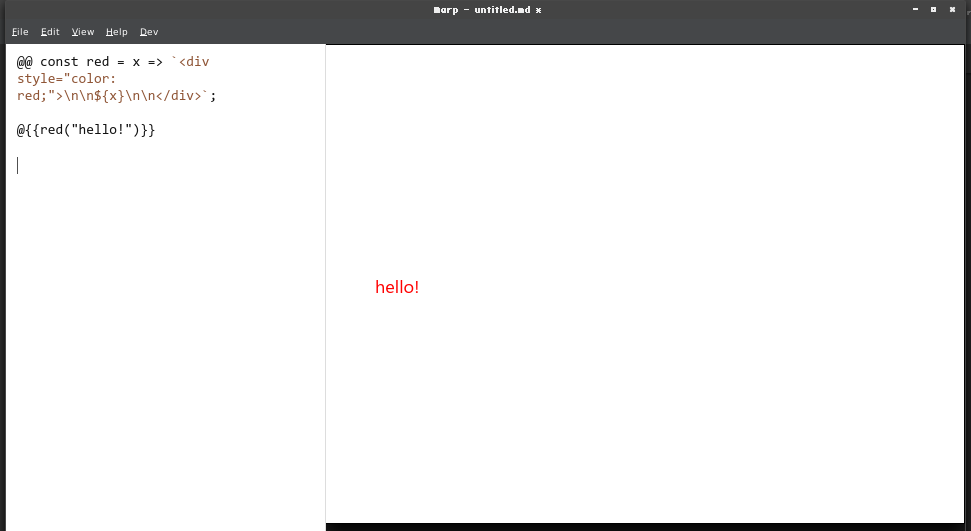 Marp - untitled.md *
File Edit View Help Dev
@@ const red = x => `<div
style="color:
red;">\n\n${x}\n\n</div>`;
@{{red("hello!")}}
hello!